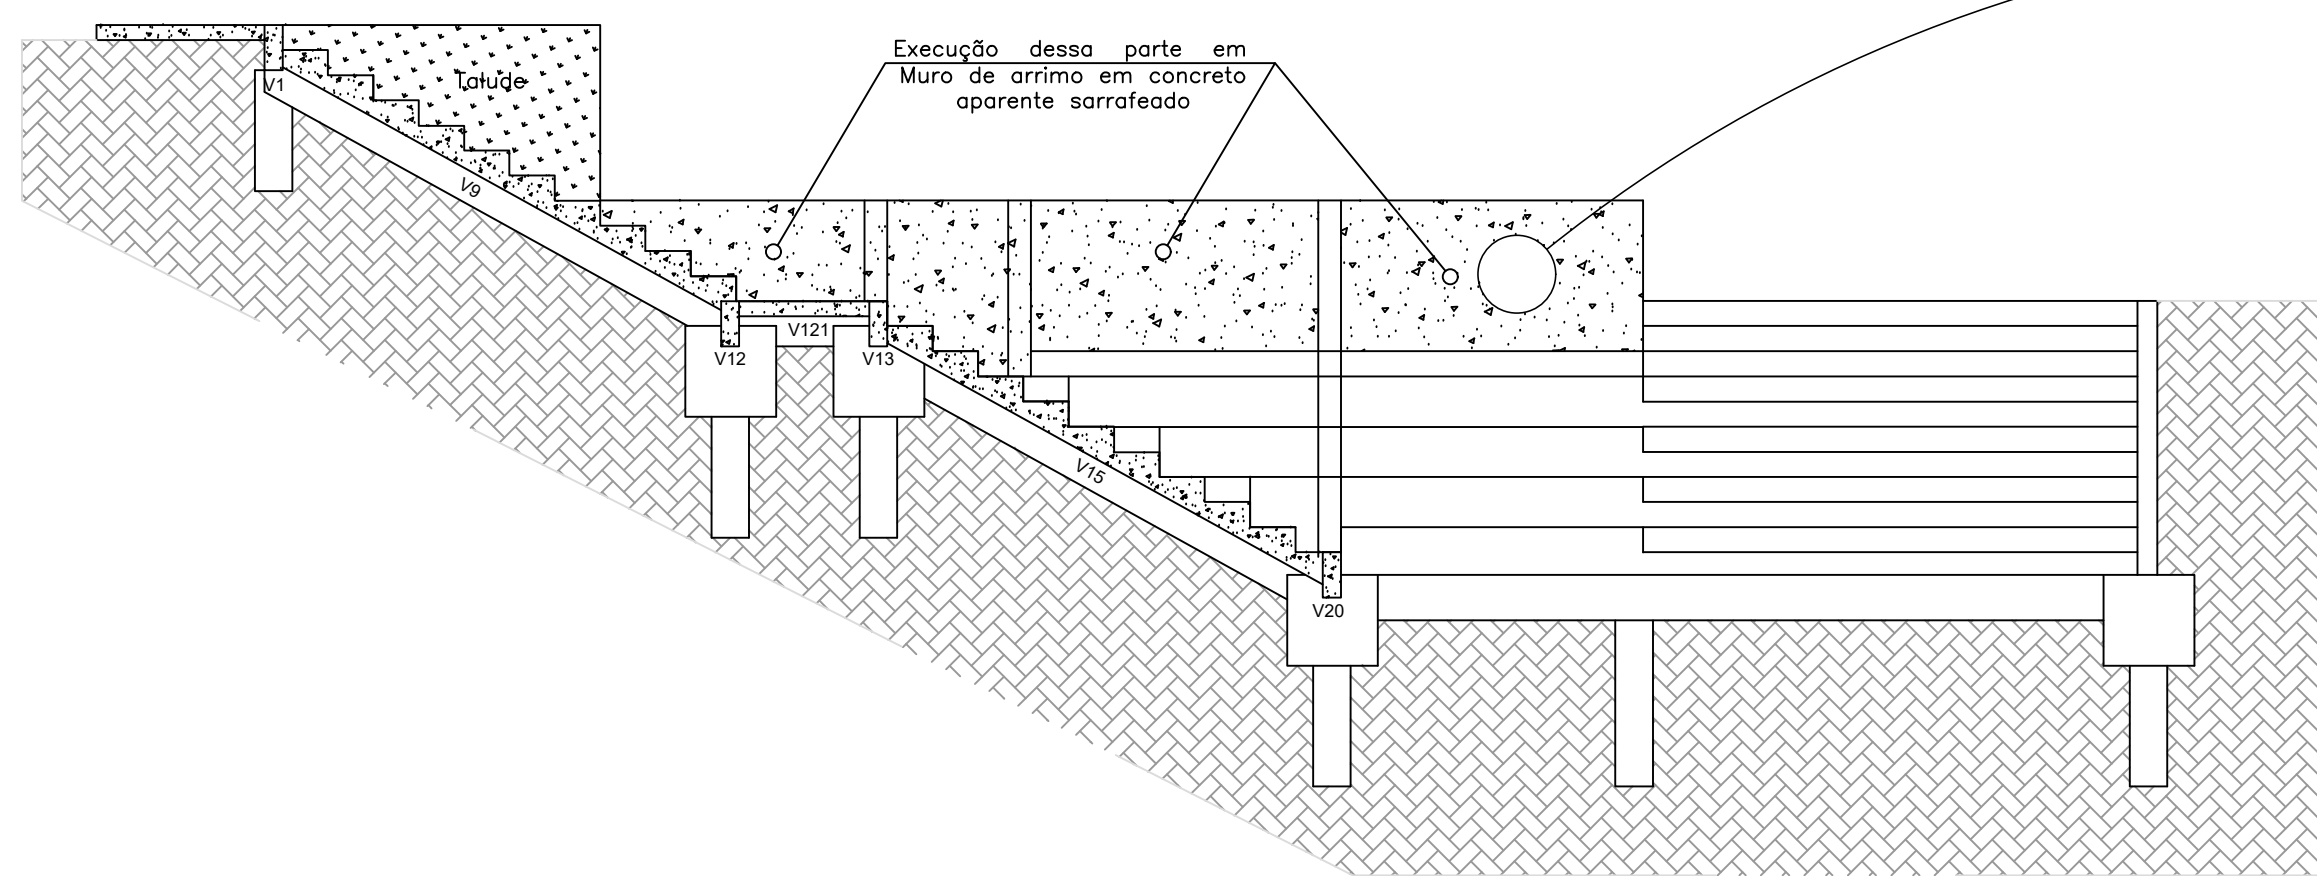 Execução dessa parte em
Muro de arrimo em concreto
aparente sarrafeado
Talude
V1
V9
V121
V12
V13
V15
V20